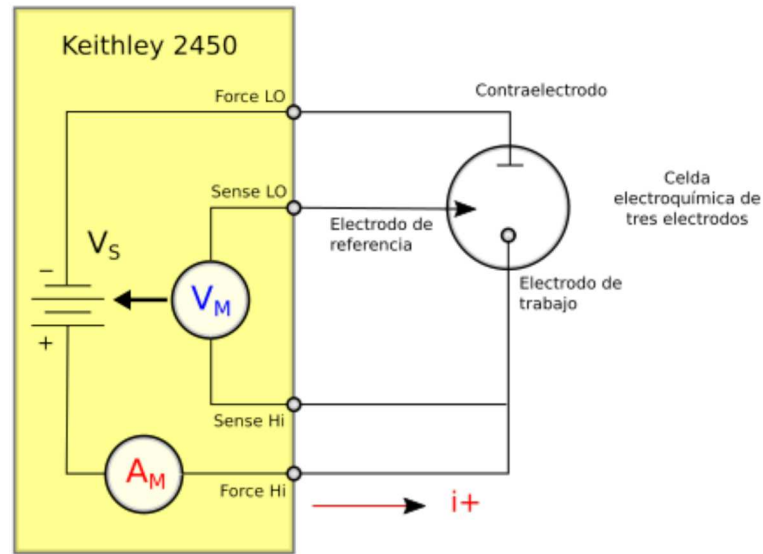 Keithley 2450
Force LO
Contraelectrodo
Sense LO
Celda
electroquímica de
tres electrodos
Electrodo de
referencia
VS
−
VM
Electrodo de
trabajo
+
Sense Hi
AM
Force Hi
i+